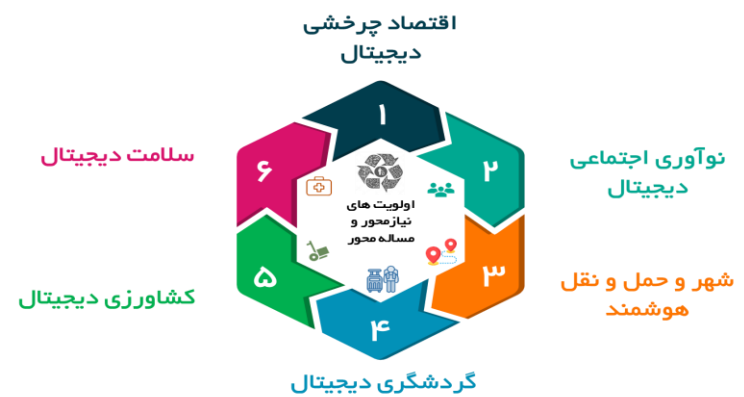 اقتصاد چرخشی
دیجیتال
۱
نوآوری اجتماعی
دیجیتال
۲
شهر و حمل و نقل
هوشمند
۳
گردشگری دیجیتال
۴
کشاورزی دیجیتال
۵
سلامت دیجیتال
۶
اولویت های
نیازمحور و
مساله محور